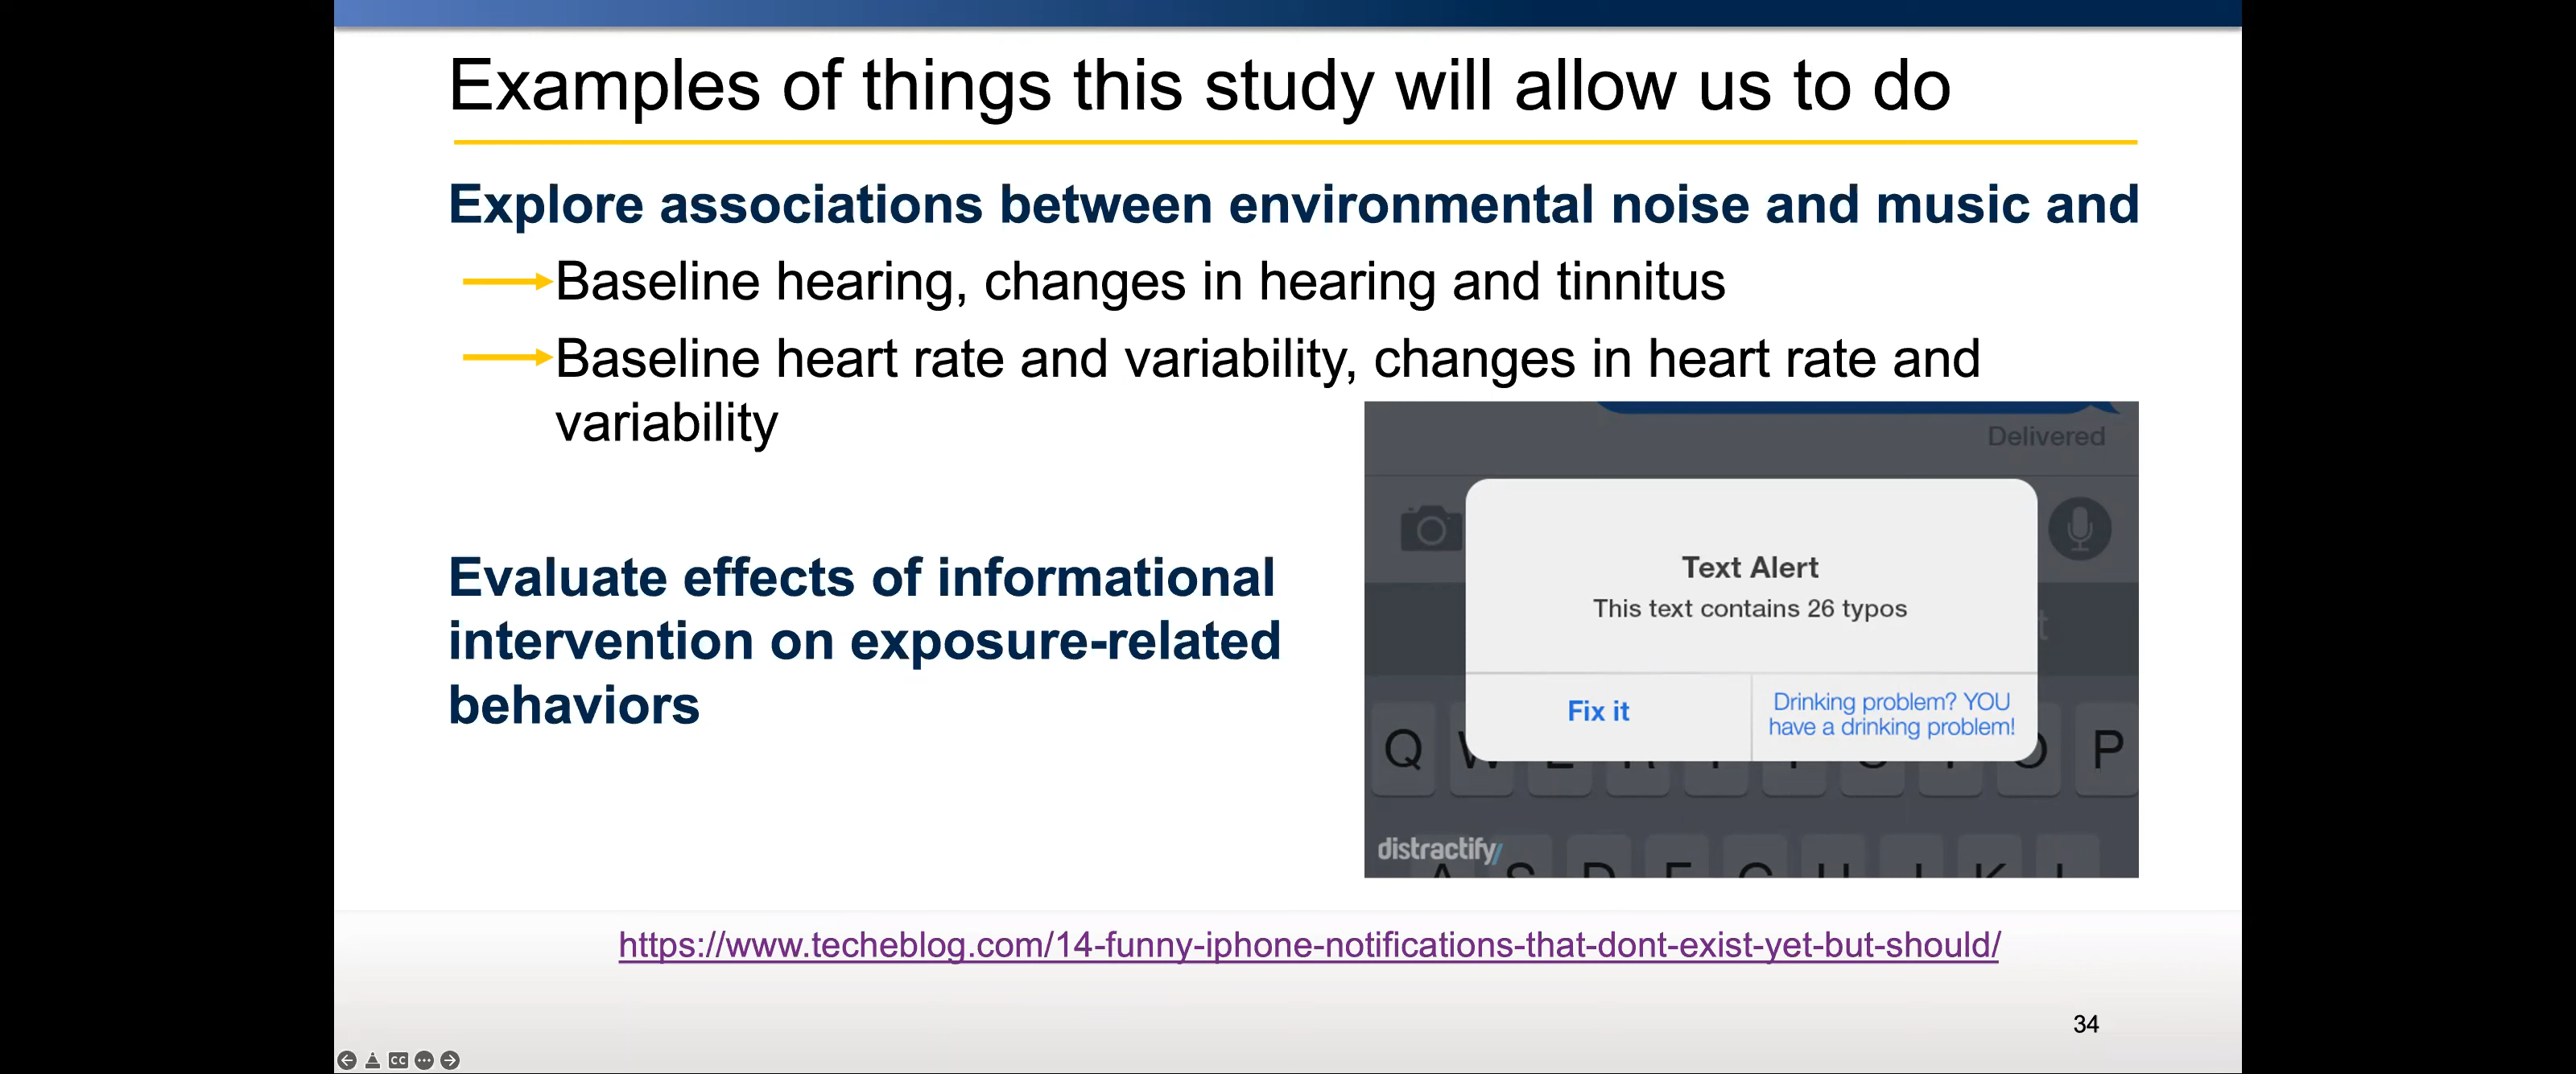 Examples of things this study will allow us to do
Explore associations between environmental noise and music and
Baseline hearing, changes in hearing and tinnitus
Baseline heart rate and variability, changes in heart rate and
variability
Evaluate effects of informational
intervention on exposure-related
behaviors
Delivered
Text Alert
This text contains 26 typos
Fix it
Drinking problem? YOU
have a drinking problem!
Q
O P
distractify
https://www.techeblog.com/14-funny-iphone-notifications-that-dont-exist-yet-but-should/
34
CC